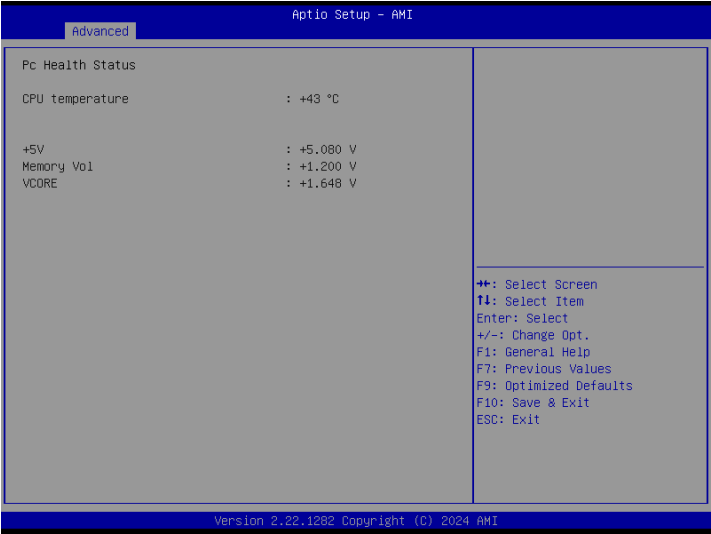 Aptio Setup – AMI
Advanced
Pc Health Status
CPU temperature : +43 °C
+5V : +5.080 V
Memory Vol : +1.200 V
VCORE : +1.648 V
→←: Select Screen
↑↓: Select Item
Enter: Select
+/-: Change Opt.
F1: General Help
F7: Previous Values
F9: Optimized Defaults
F10: Save & Exit
ESC: Exit
Version 2.22.1282 Copyright (C) 2024 AMI